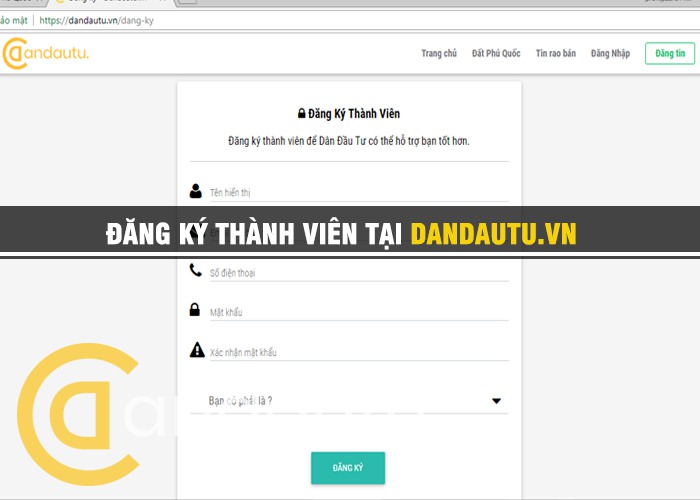 ảo mật
https://dandautu.vn/dang-ky
andautu.
Trang chủ
Đất Phú Quốc
Tin rao bán
Đăng Nhập
Đăng tin
Đăng Ký Thành Viên
Đăng ký thành viên để Dân Đầu Tư có thể hỗ trợ bạn tốt hơn.
Tên hiển thị
ĐĂNG KÝ THÀNH VIÊN TẠI DANDAUTU.VN
Số điện thoại
Mật khẩu
Xác nhận mật khẩu
Bạn có phải là ?
ĐĂNG KÝ